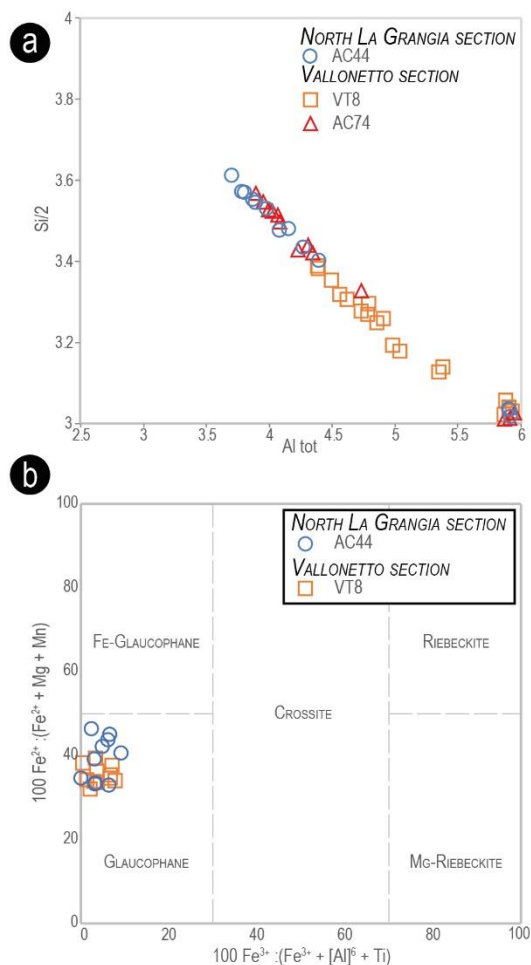 a
4
3.8
3.6
3.4
3.2
3
Si/2
NORTH LA GRANGIA SECTION
AC44
VALLONETTO SECTION
VT8
AC74
2.5 3 3.5 4 4.5 5 5.5 6
Al tot
b
100
80
60
40
20
0
100 Fe²⁺ :(Fe²⁺ + Mg + Mn)
NORTH LA GRANGIA SECTION
AC44
VALLONETTO SECTION
VT8
FE-GLAUCOPHANE
RIEBECKITE
CROSSITE
GLAUCOPHANE
MG-RIEBECKITE
0 20 40 60 80 100
100 Fe³⁺ :(Fe³⁺ + [Al]⁶ + Ti)